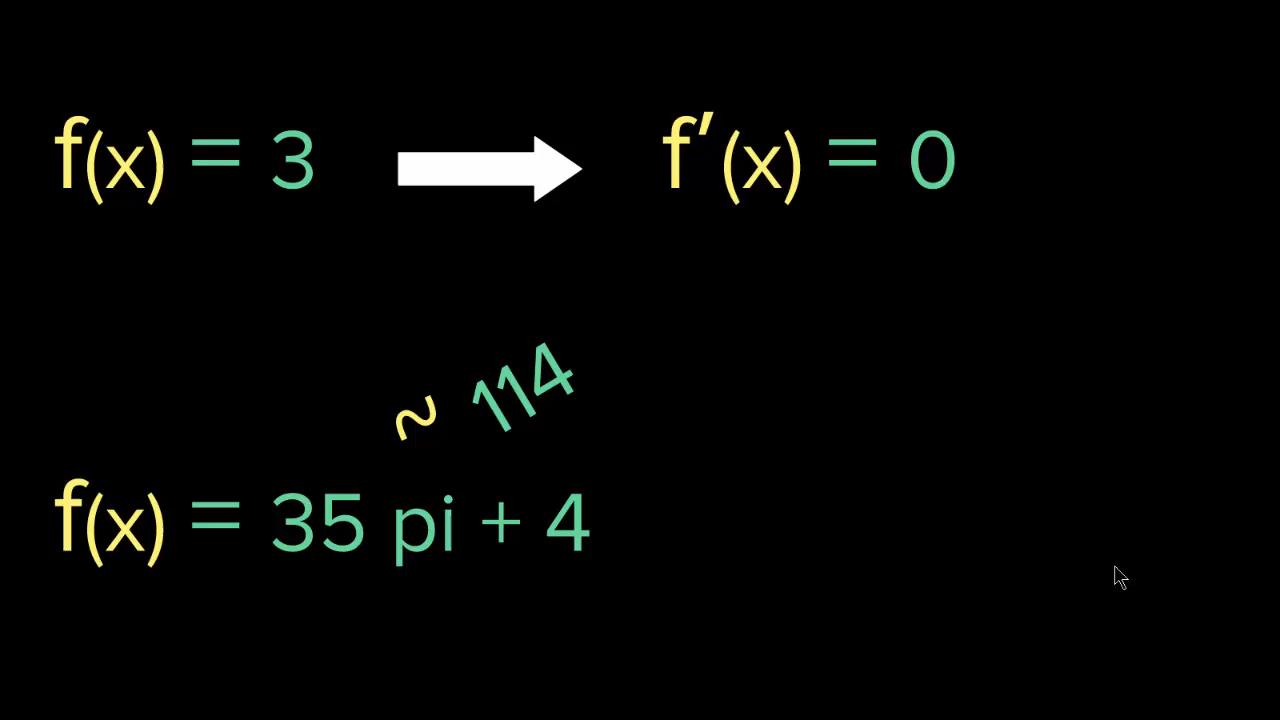 f(x) = 3
f′(x) = 0
~ 114
f(x) = 35 pi + 4